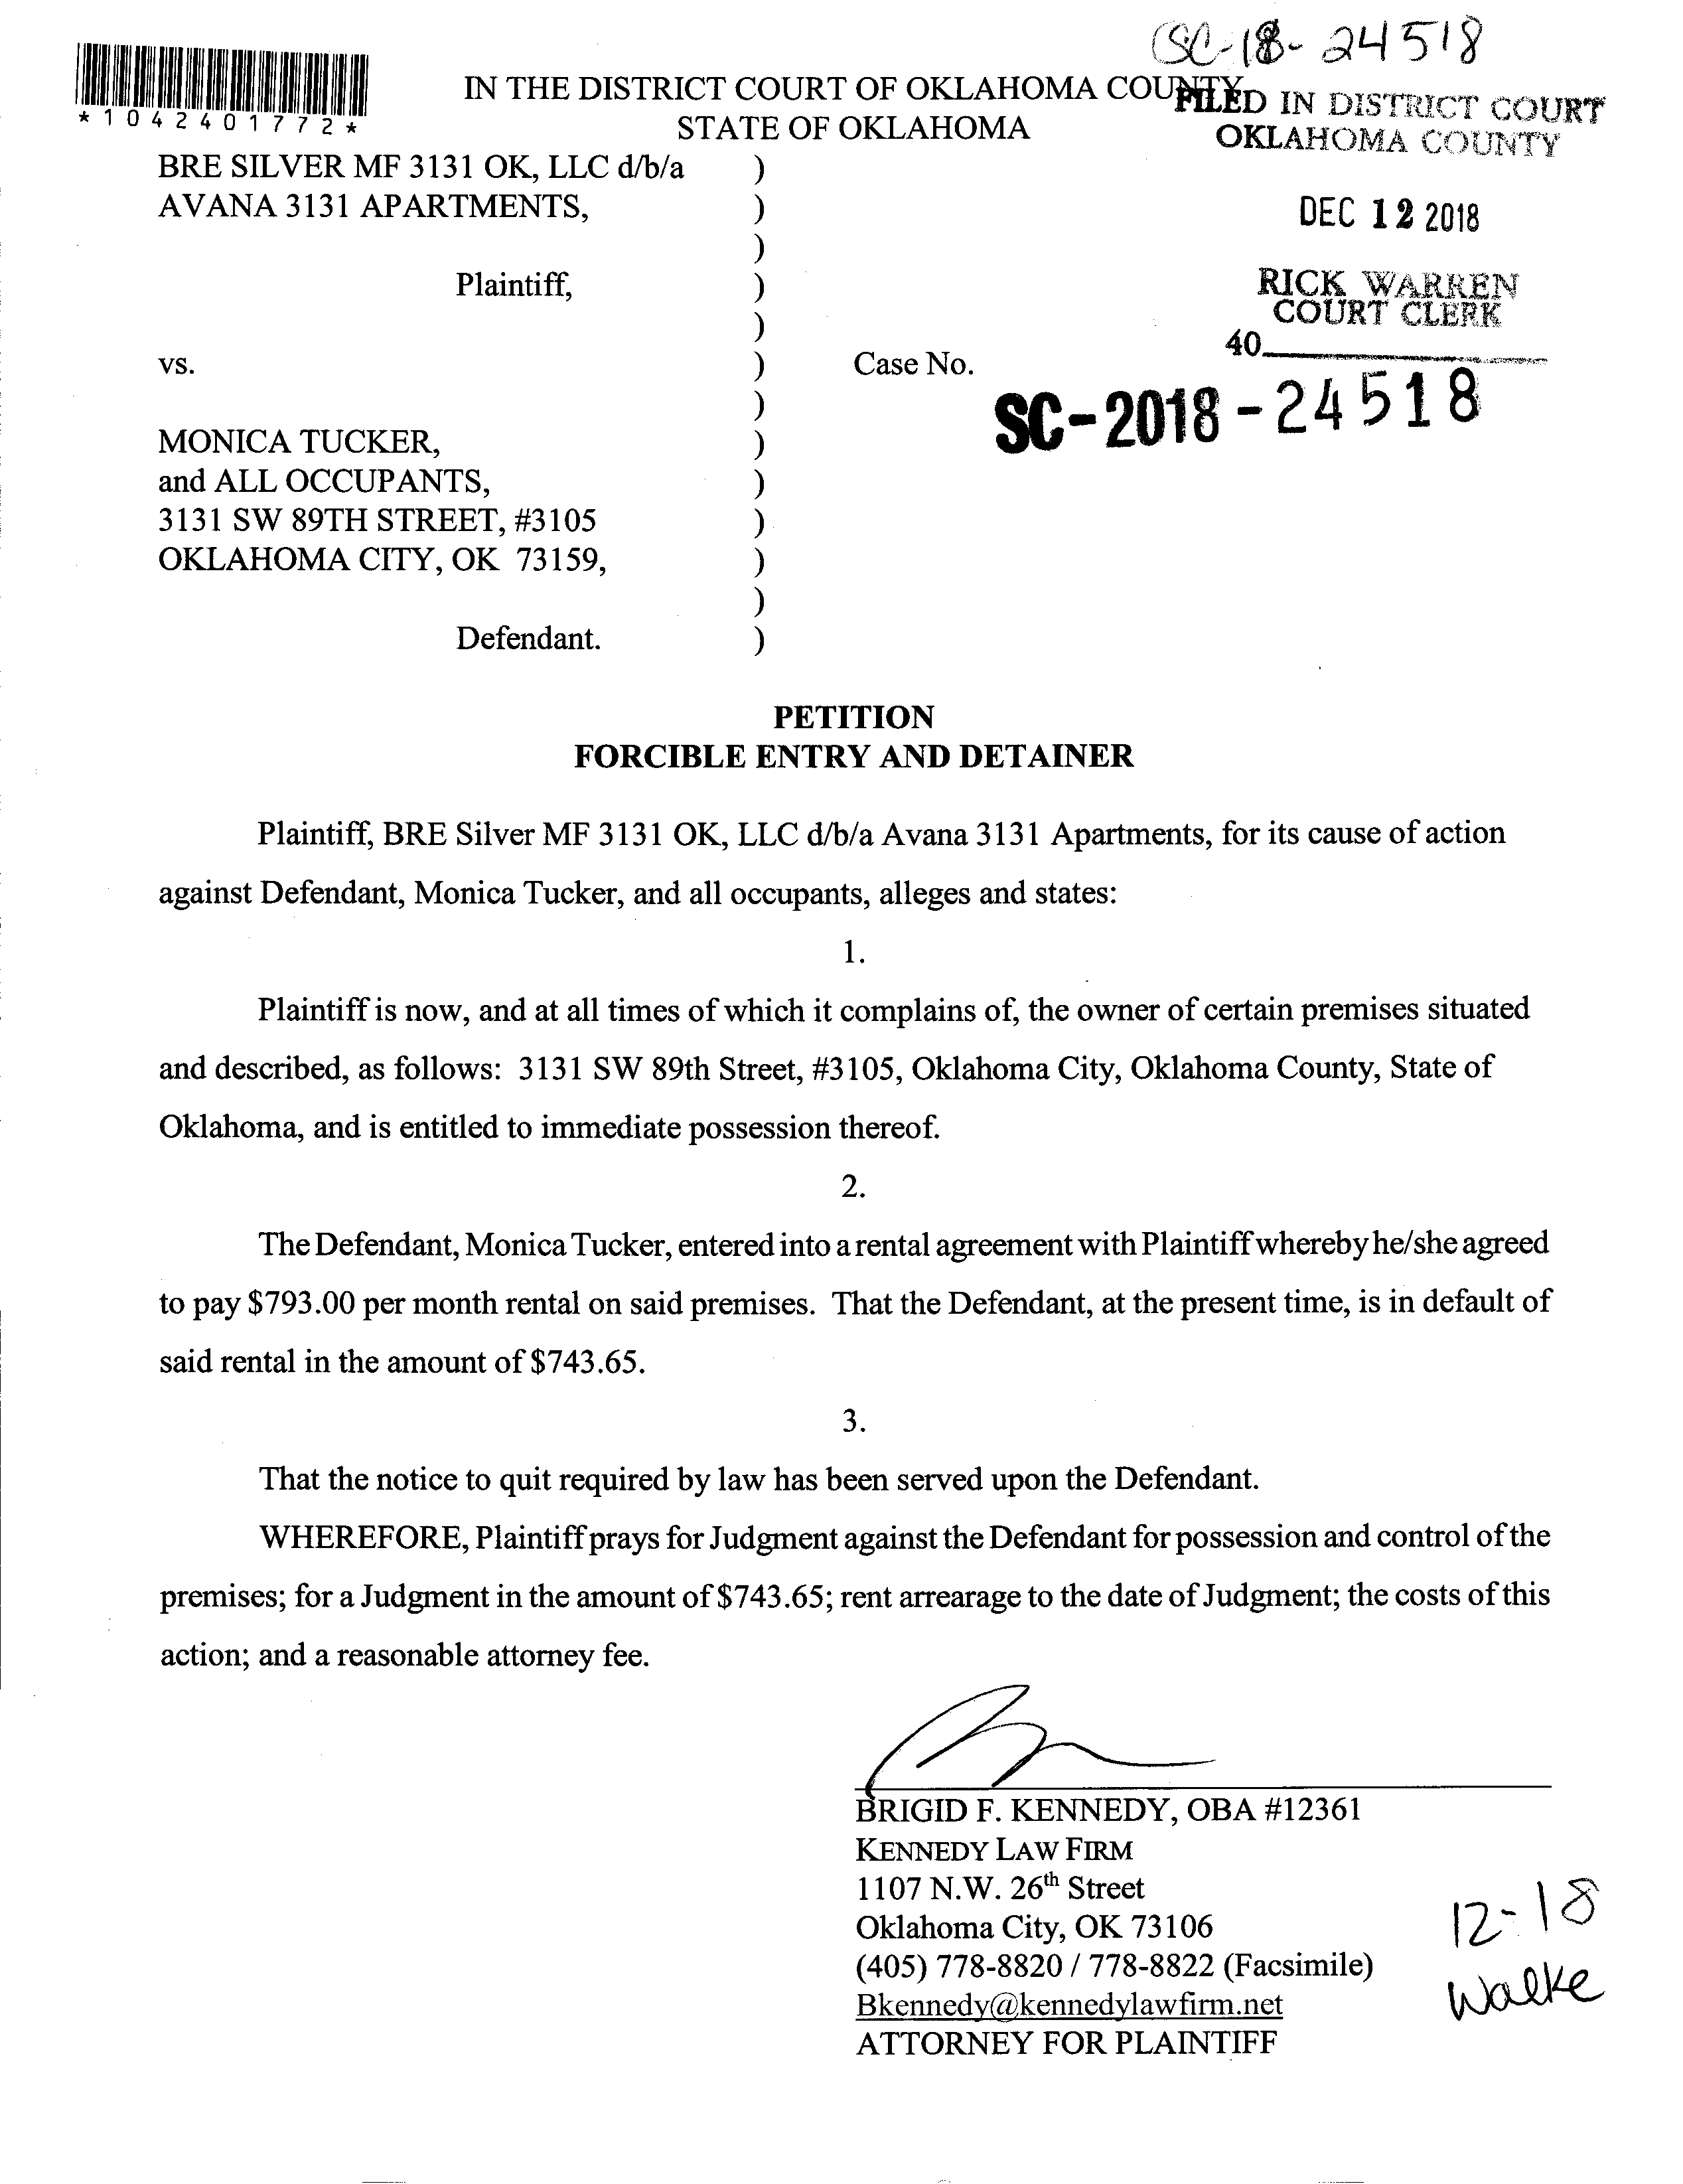 SC-18-24518
*1042401772*
IN THE DISTRICT COURT OF OKLAHOMA COUNTY
STATE OF OKLAHOMA
FILED IN DISTRICT COURT
OKLAHOMA COUNTY
DEC 12 2018
RICK WARREN
COURT CLERK
40
BRE SILVER MF 3131 OK, LLC d/b/a )
AVANA 3131 APARTMENTS, )
)
Plaintiff, )
)
vs. ) Case No.
SC-2018-24518
)
MONICA TUCKER, )
and ALL OCCUPANTS, )
3131 SW 89TH STREET, #3105 )
OKLAHOMA CITY, OK 73159, )
)
Defendant. )
PETITION
FORCIBLE ENTRY AND DETAINER
Plaintiff, BRE Silver MF 3131 OK, LLC d/b/a Avana 3131 Apartments, for its cause of action
against Defendant, Monica Tucker, and all occupants, alleges and states:
1.
Plaintiff is now, and at all times of which it complains of, the owner of certain premises situated
and described, as follows: 3131 SW 89th Street, #3105, Oklahoma City, Oklahoma County, State of
Oklahoma, and is entitled to immediate possession thereof.
2.
The Defendant, Monica Tucker, entered into a rental agreement with Plaintiff whereby he/she agreed
to pay $793.00 per month rental on said premises. That the Defendant, at the present time, is in default of
said rental in the amount of $743.65.
3.
That the notice to quit required by law has been served upon the Defendant.
WHEREFORE, Plaintiff prays for Judgment against the Defendant for possession and control of the
premises; for a Judgment in the amount of $743.65; rent arrearage to the date of Judgment; the costs of this
action; and a reasonable attorney fee.
BRIGID F. KENNEDY, OBA #12361
KENNEDY LAW FIRM
1107 N.W. 26th Street
Oklahoma City, OK 73106
(405) 778-8820 / 778-8822 (Facsimile)
Bkennedy@kennedylawfirm.net
ATTORNEY FOR PLAINTIFF
12-18
Walke